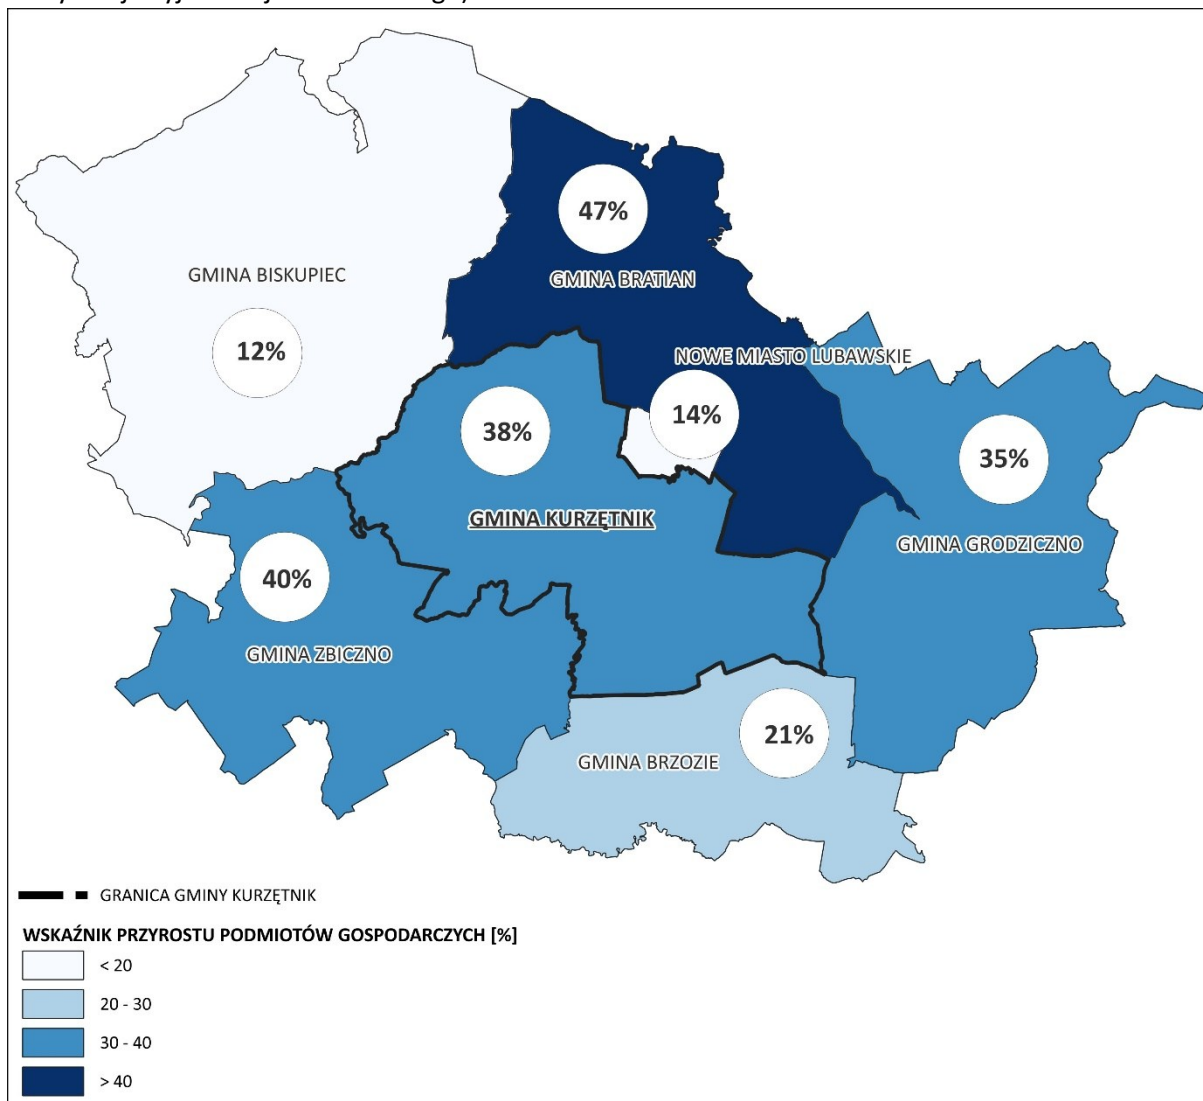 47%
GMINA BRATIAN
GMINA BISKUPIEC
12%
NOWE MIASTO LUBAWSKIE
14%
38%
35%
GMINA KURZĘTNIK
GMINA GRODZICZNO
40%
GMINA ZBICZNO
21%
GMINA BRZOZIE
GRANICA GMINY KURZĘTNIK
WSKAŹNIK PRZYROSTU PODMIOTÓW GOSPODARCZYCH [%]
< 20
20 - 30
30 - 40
> 40